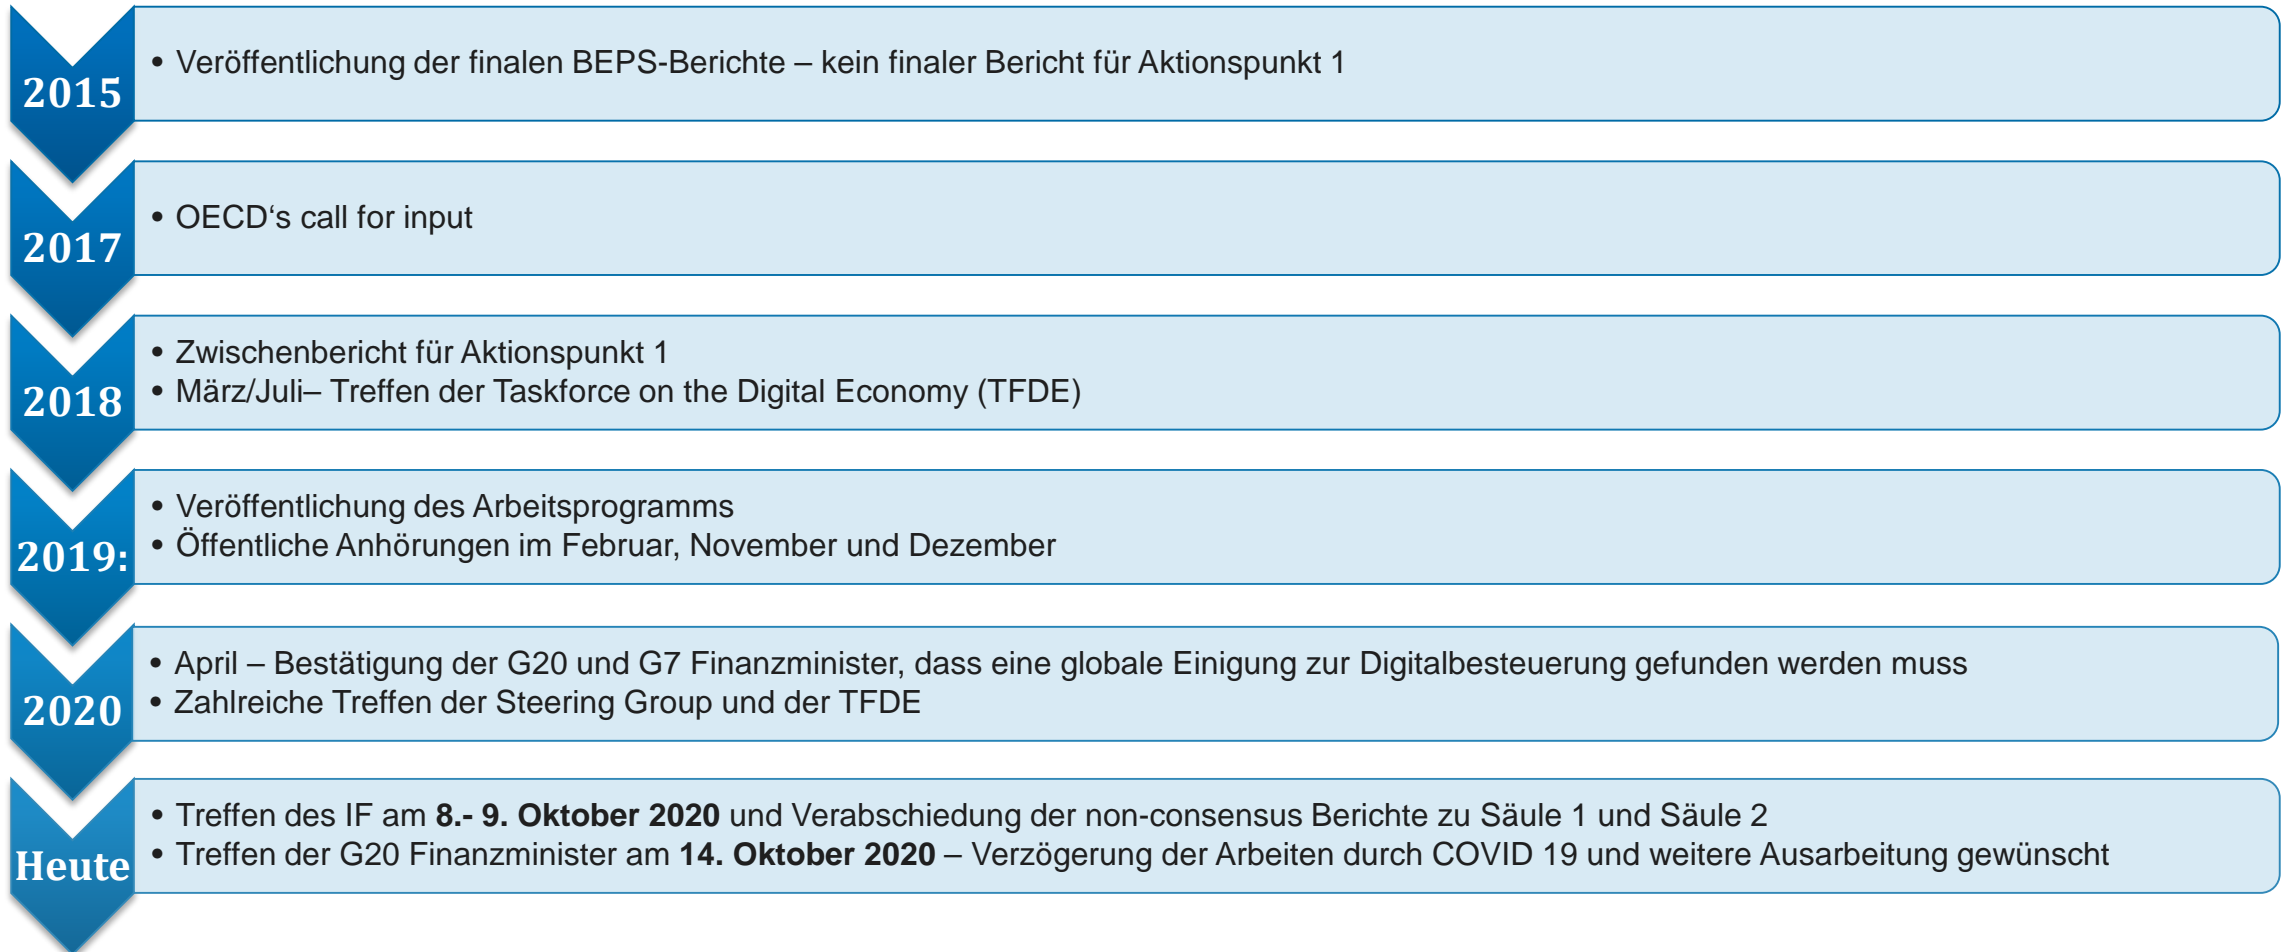 2015
• Veröffentlichung der finalen BEPS-Berichte – kein finaler Bericht für Aktionspunkt 1
2017
• OECD‘s call for input
2018
• Zwischenbericht für Aktionspunkt 1
• März/Juli– Treffen der Taskforce on the Digital Economy (TFDE)
2019:
• Veröffentlichung des Arbeitsprogramms
• Öffentliche Anhörungen im Februar, November und Dezember
2020
• April – Bestätigung der G20 und G7 Finanzminister, dass eine globale Einigung zur Digitalbesteuerung gefunden werden muss
• Zahlreiche Treffen der Steering Group und der TFDE
Heute
• Treffen des IF am 8.- 9. Oktober 2020 und Verabschiedung der non-consensus Berichte zu Säule 1 und Säule 2
• Treffen der G20 Finanzminister am 14. Oktober 2020 – Verzögerung der Arbeiten durch COVID 19 und weitere Ausarbeitung gewünscht